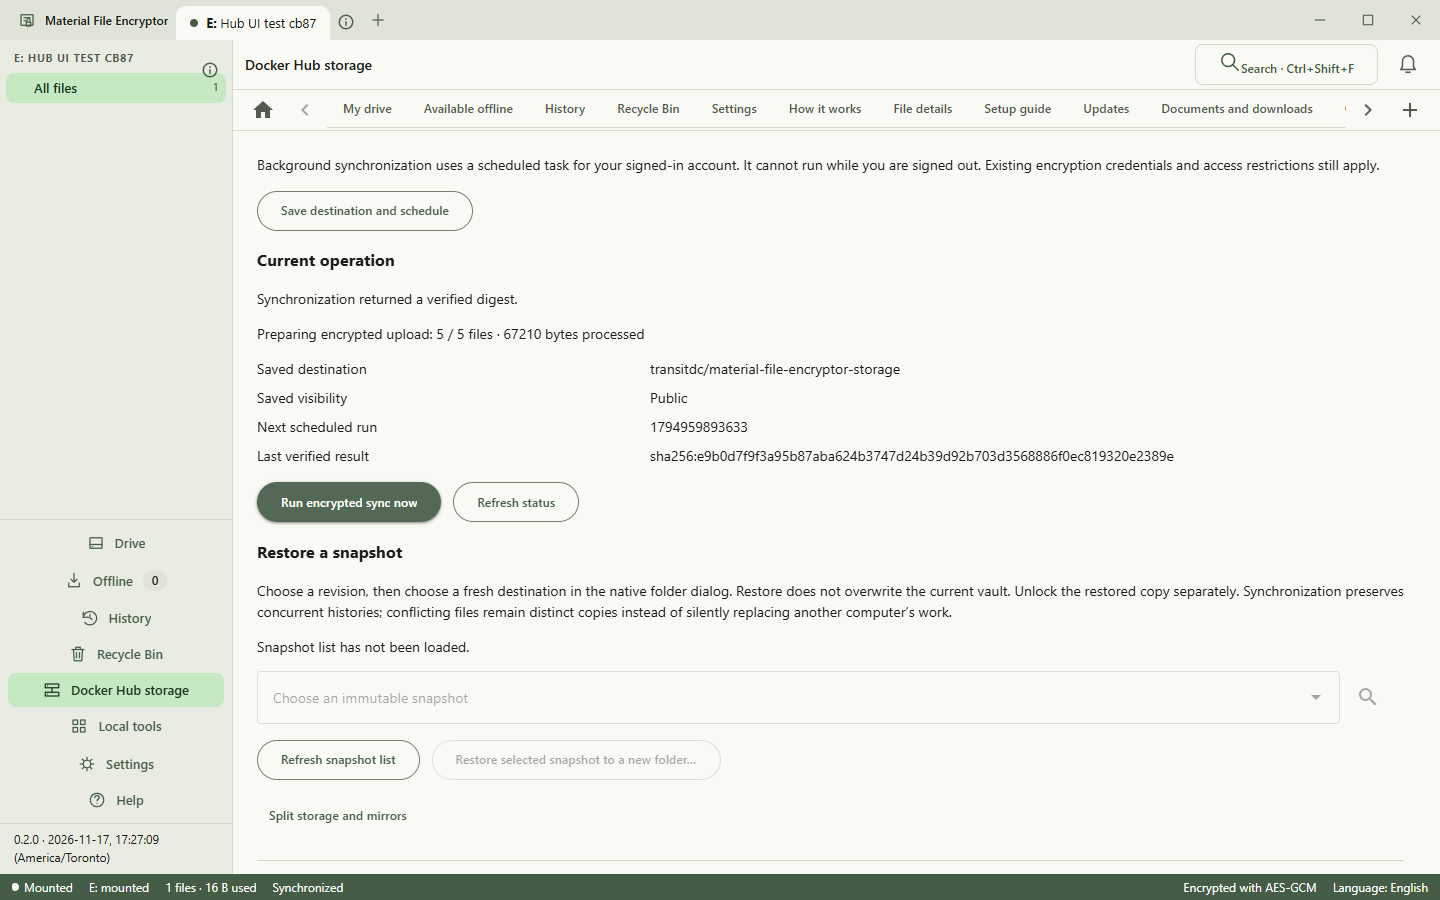 Material File Encryptor
E: Hub UI test cb87
E: HUB UI TEST CB87
All files
1
Docker Hub storage
Search · Ctrl+Shift+F
My drive
Available offline
History
Recycle Bin
Settings
How it works
File details
Setup guide
Updates
Documents and downloads
Background synchronization uses a scheduled task for your signed-in account. It cannot run while you are signed out. Existing encryption credentials and access restrictions still apply.
Save destination and schedule
Current operation
Synchronization returned a verified digest.
Preparing encrypted upload: 5 / 5 files · 67210 bytes processed
Saved destination transitdc/material-file-encryptor-storage
Saved visibility Public
Next scheduled run 1794959893633
Last verified result sha256:e9b0d7f9f3a95b87aba624b3747d24b39d92b703d3568886f0ec819320e2389e
Run encrypted sync now
Refresh status
Restore a snapshot
Choose a revision, then choose a fresh destination in the native folder dialog. Restore does not overwrite the current vault. Unlock the restored copy separately. Synchronization preserves
concurrent histories; conflicting files remain distinct copies instead of silently replacing another computer’s work.
Snapshot list has not been loaded.
Choose an immutable snapshot
Refresh snapshot list
Restore selected snapshot to a new folder...
Split storage and mirrors
Drive
Offline 0
History
Recycle Bin
Docker Hub storage
Local tools
Settings
Help
0.2.0 · 2026-11-17, 17:27:09
(America/Toronto)
Mounted
E: mounted
1 files · 16 B used
Synchronized
Encrypted with AES-GCM
Language: English